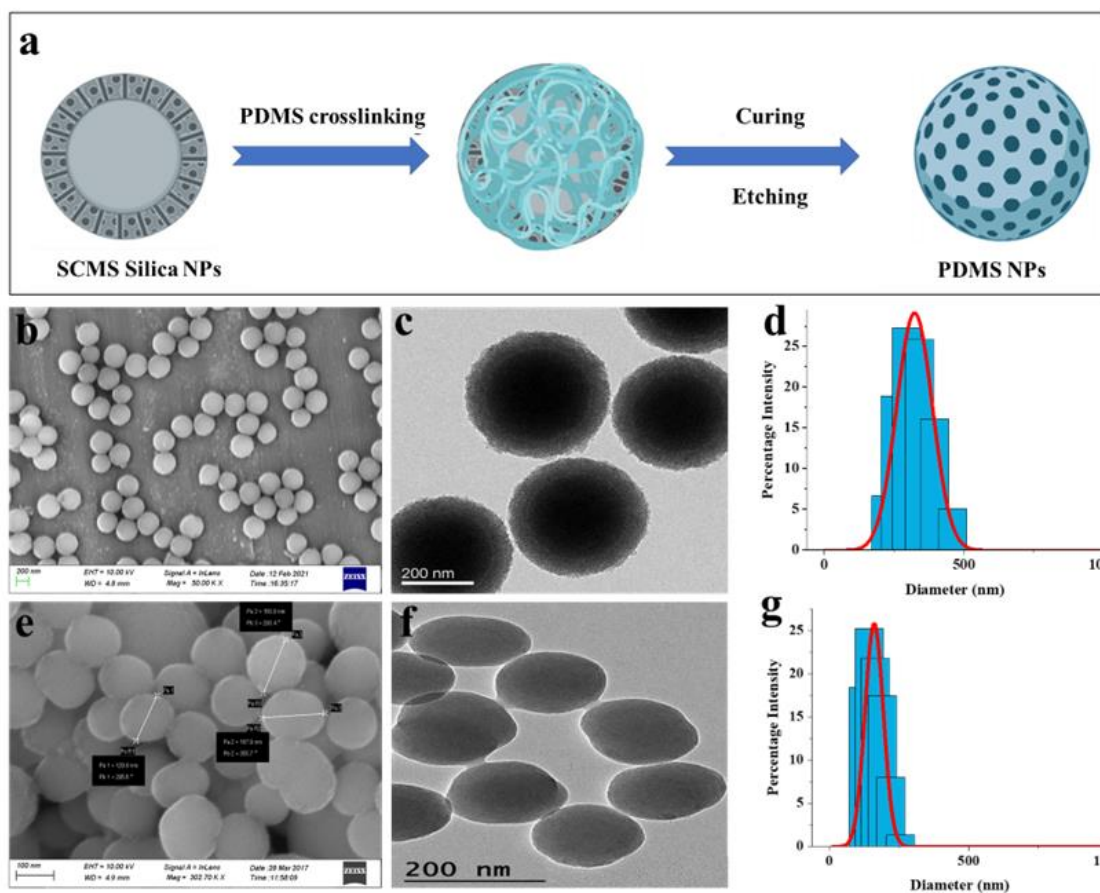 a
PDMS crosslinking
Curing
Etching
SCMS Silica NPs
PDMS NPs
b
200 nm
EHT = 10.00 kV
WD = 4.8 mm
Signal A = InLens
Mag = 50.00 K X
Date :12 Feb 2021
Time :16:35:17
ZEISS
c
200 nm
d
Percentage Intensity
25
20
15
10
5
0
0
500
Diameter (nm)
e
100 nm
EHT = 10.00 kV
WD = 4.9 mm
Signal A = InLens
Mag = 302.70 K X
Date :28 Mar 2017
Time :17:58:09
ZEISS
f
200 nm
g
Percentage Intensity
25
20
15
10
5
0
0
500
Diameter (nm)